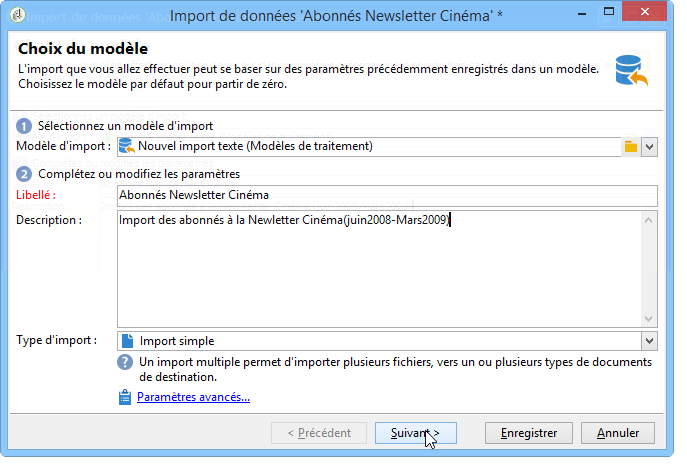 Import de données 'Abonnés Newsletter Cinéma' *
Choix du modèle
L'import que vous allez effectuer peut se baser sur des paramètres précédemment enregistrés dans un modèle.
Choisissez le modèle par défaut pour partir de zéro.
1 Sélectionnez un modèle d'import
Modèle d'import : Nouvel import texte (Modèles de traitement)
2 Complétez ou modifiez les paramètres
Libellé : Abonnés Newsletter Cinéma
Description : Import des abonnés à la Newletter Cinéma(juin2008-Mars2009)
Type d'import : Import simple
? Un import multiple permet d'importer plusieurs fichiers, vers un ou plusieurs types de documents
de destination.
Paramètres avancés...
< Précédent Suivant > Enregistrer Annuler